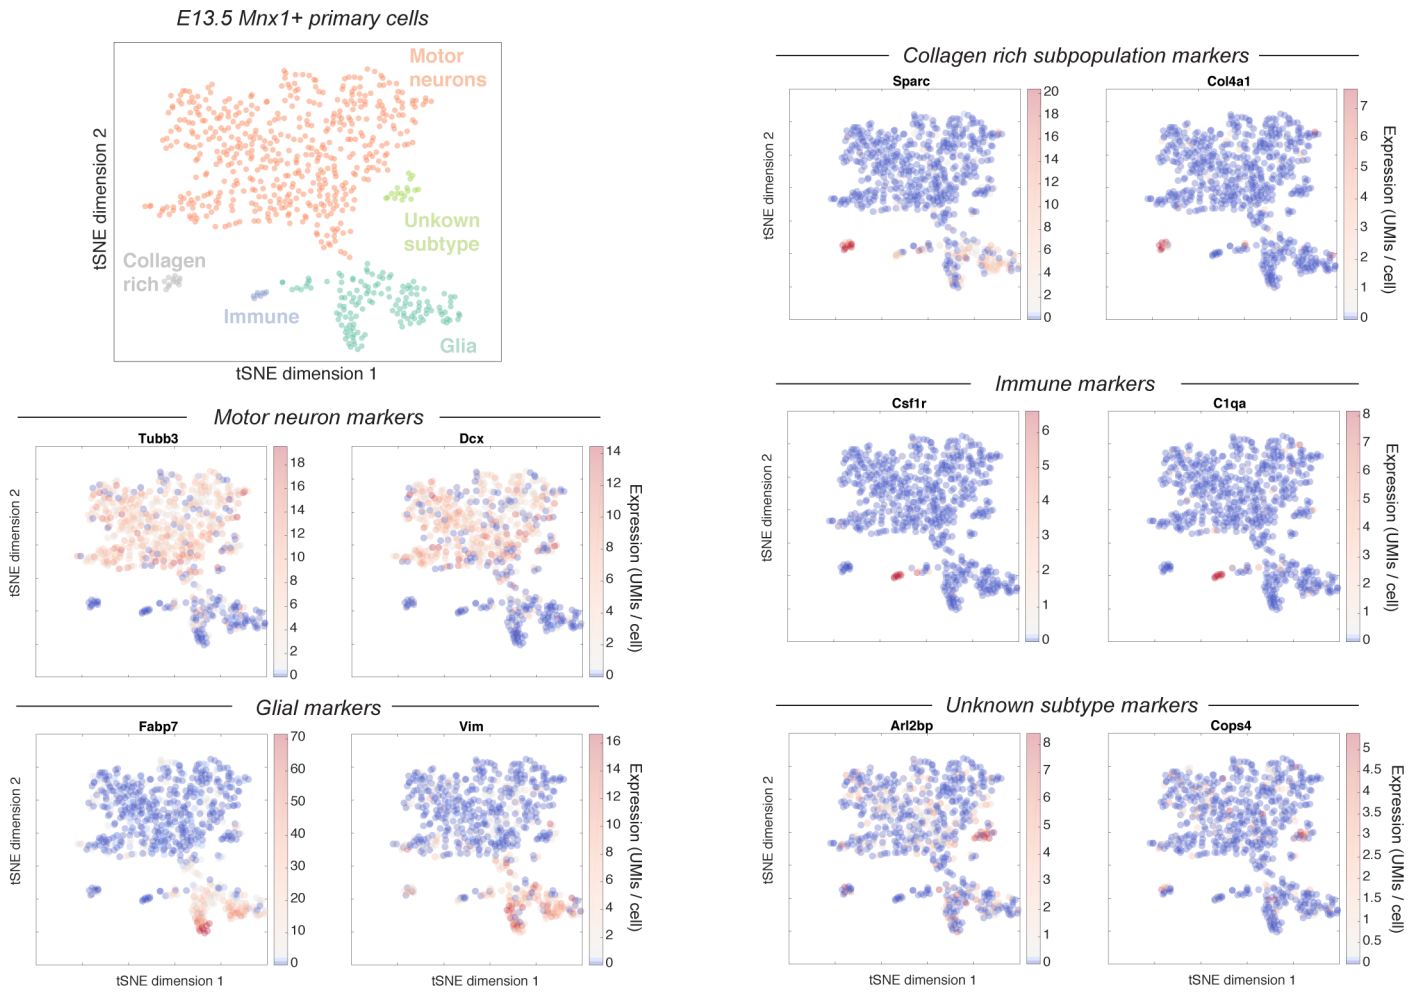 E13.5 Mnx1+ primary cells
Motor
neurons
Unkown
subtype
Collagen
rich
Immune
Glia
tSNE dimension 2
tSNE dimension 1
Motor neuron markers
Tubb3
18
16
14
12
10
8
6
4
2
0
tSNE dimension 2
Dcx
14
12
10
8
6
4
2
0
Expression (UMIs / cell)
Glial markers
Fabp7
70
60
50
40
30
20
10
0
tSNE dimension 2
tSNE dimension 1
Vim
16
14
12
10
8
6
4
2
0
Expression (UMIs / cell)
tSNE dimension 1
Collagen rich subpopulation markers
Sparc
20
18
16
14
12
10
8
6
4
2
0
tSNE dimension 2
Col4a1
7
6
5
4
3
2
1
0
Expression (UMIs / cell)
Immune markers
Csf1r
6
5
4
3
2
1
0
tSNE dimension 2
C1qa
8
7
6
5
4
3
2
1
0
Expression (UMIs / cell)
Unknown subtype markers
Arl2bp
8
7
6
5
4
3
2
1
0
tSNE dimension 2
tSNE dimension 1
Cops4
5
4.5
4
3.5
3
2.5
2
1.5
1
0.5
0
Expression (UMIs / cell)
tSNE dimension 1